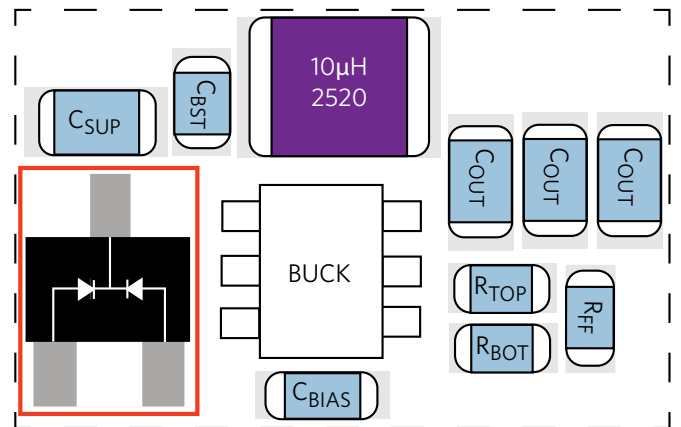 10µH
2520
CBST
CSUP
COUT
COUT
COUT
BUCK
RTOP
RFF
RBOT
CBIAS